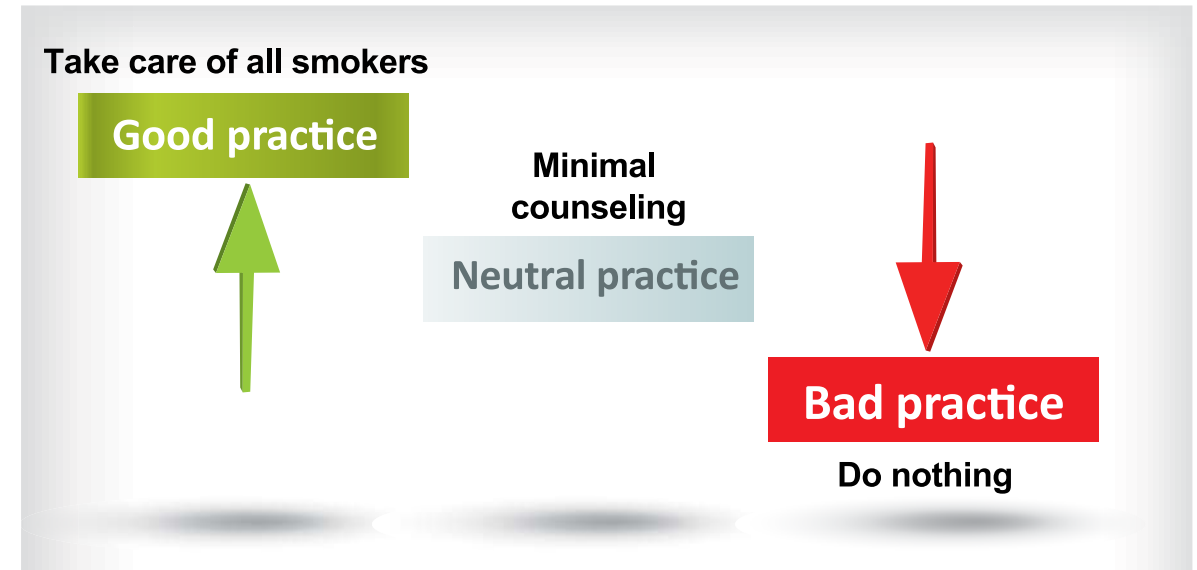 Take care of all smokers
Good practice
Minimal
counseling
Neutral practice
Bad practice
Do nothing